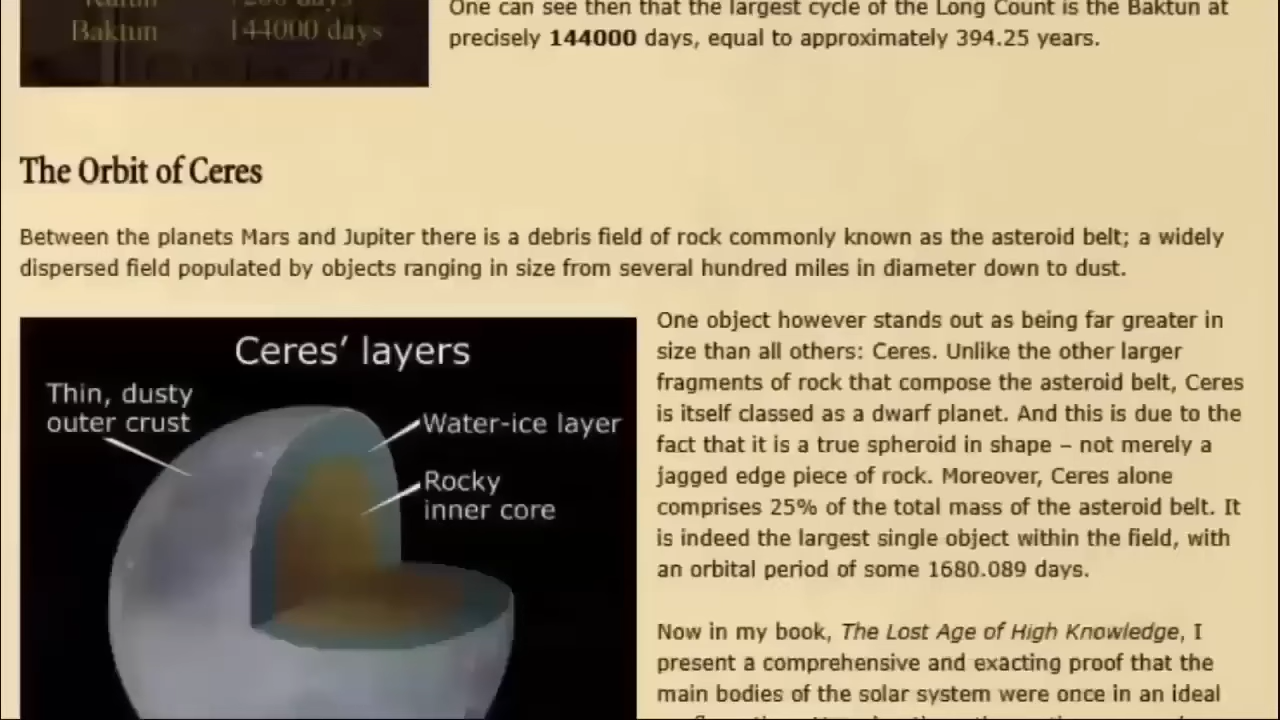 Baktun 144000 days
One can see then that the largest cycle of the Long Count is the Baktun at
precisely 144000 days, equal to approximately 394.25 years.
The Orbit of Ceres
Between the planets Mars and Jupiter there is a debris field of rock commonly known as the asteroid belt; a widely
dispersed field populated by objects ranging in size from several hundred miles in diameter down to dust.
Ceres’ layers
Thin, dusty
outer crust
Water-ice layer
Rocky
inner core
One object however stands out as being far greater in
size than all others: Ceres. Unlike the other larger
fragments of rock that compose the asteroid belt, Ceres
is itself classed as a dwarf planet. And this is due to the
fact that it is a true spheroid in shape – not merely a
jagged edge piece of rock. Moreover, Ceres alone
comprises 25% of the total mass of the asteroid belt. It
is indeed the largest single object within the field, with
an orbital period of some 1680.089 days.
Now in my book, The Lost Age of High Knowledge, I
present a comprehensive and exacting proof that the
main bodies of the solar system were once in an ideal